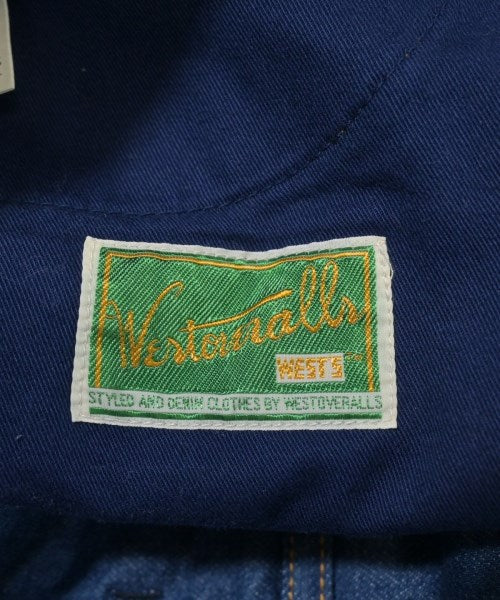 Westoveralls
WEST'S
STYLED AND DENIM CLOTHES BY WESTOVERALLS